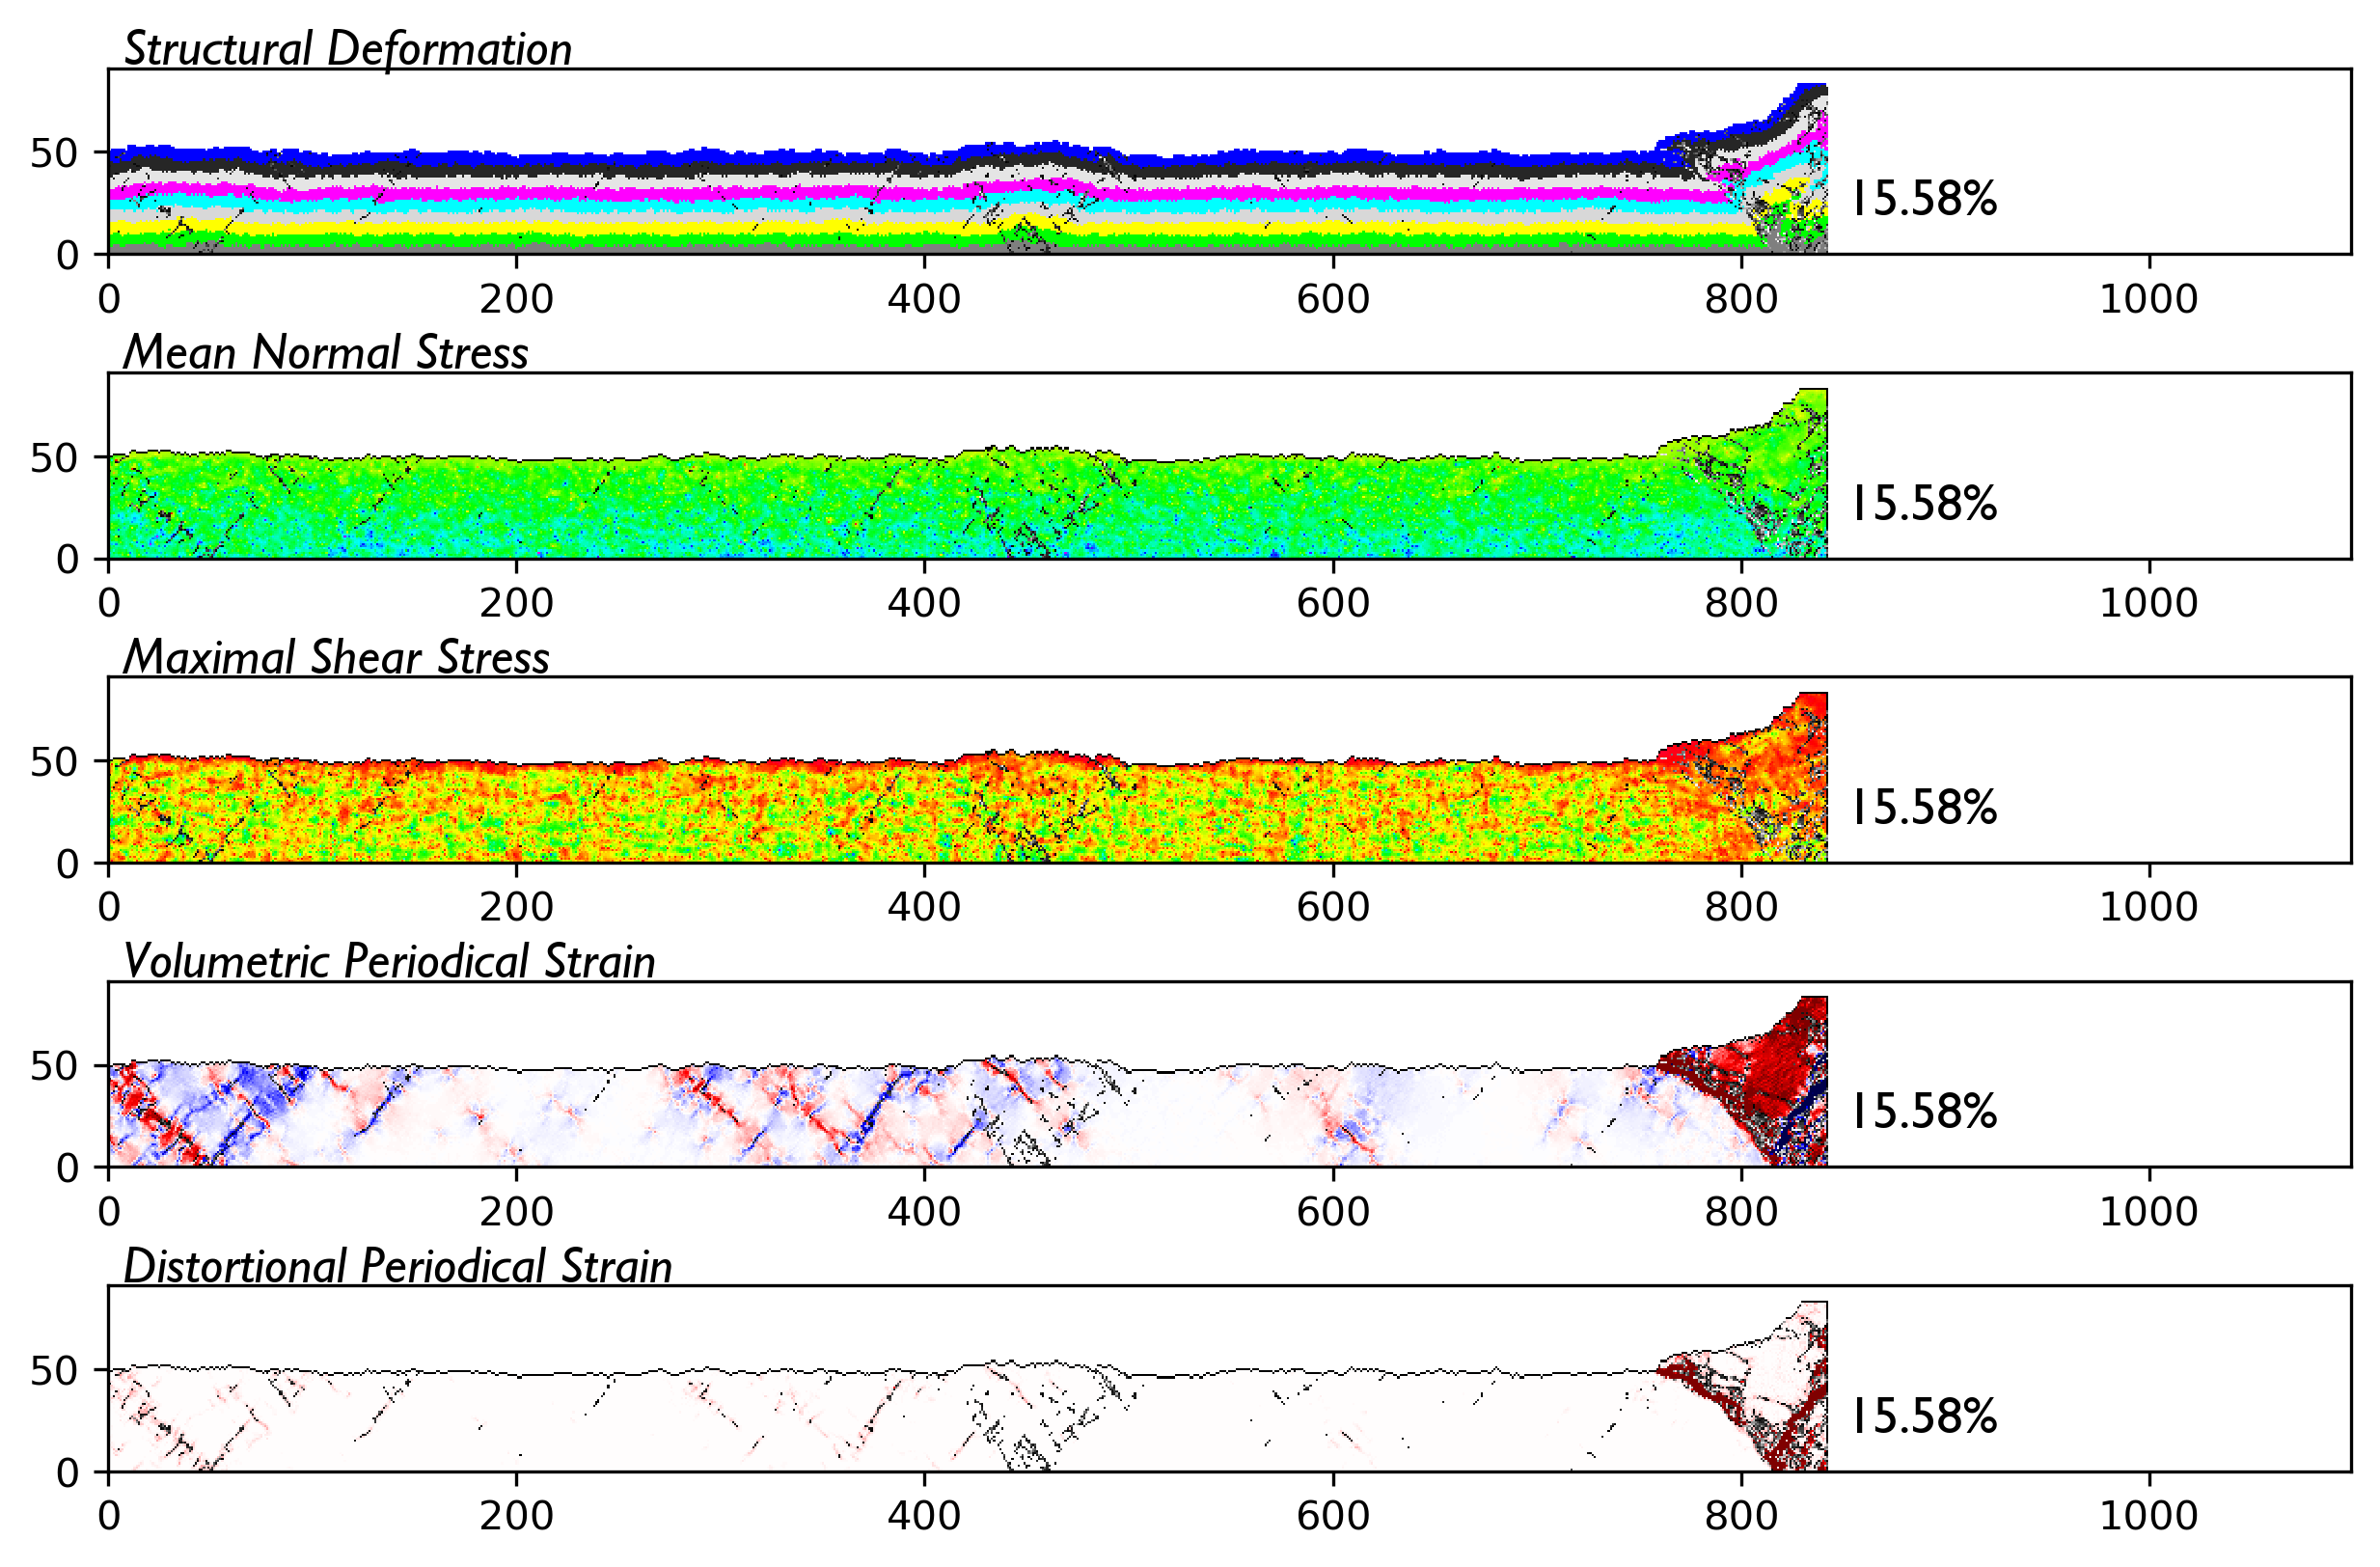 Structural Deformation
50
0
15.58%
0 200 400 600 800 1000
Mean Normal Stress
50
0
15.58%
0 200 400 600 800 1000
Maximal Shear Stress
50
0
15.58%
0 200 400 600 800 1000
Volumetric Periodical Strain
50
0
15.58%
0 200 400 600 800 1000
Distortional Periodical Strain
50
0
15.58%
0 200 400 600 800 1000